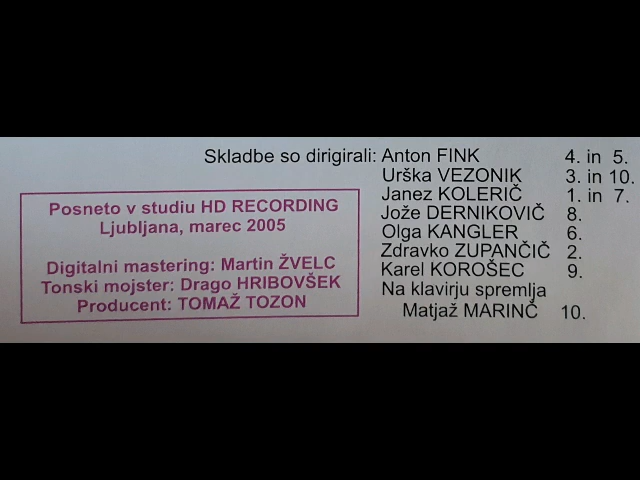 Skladbe so dirigirali: Anton FINK 4. in 5.
Urška VEZONIK 3. in 10.
Janez KOLERIČ 1. in 7.
Jože DERNIKOVIČ 8.
Olga KANGLER 6.
Zdravko ZUPANČIČ 2.
Karel KOROŠEC 9.
Na klavirju spremlja
Matjaž MARINČ 10.
Posneto v studiu HD RECORDING
Ljubljana, marec 2005
Digitalni mastering: Martin ŽVELC
Tonski mojster: Drago HRIBOVŠEK
Producent: TOMAŽ TOZON